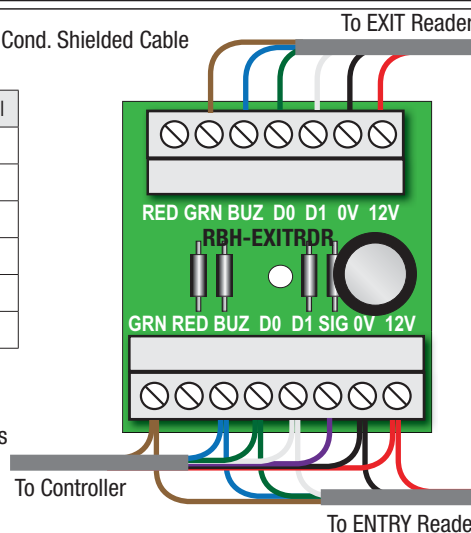 To EXIT Reader
Cond. Shielded Cable
RED GRN BUZ D0 D1 0V 12V
RBH-EXITRDR
GRN RED BUZ D0 D1 SIG 0V 12V
To Controller
To ENTRY Reade